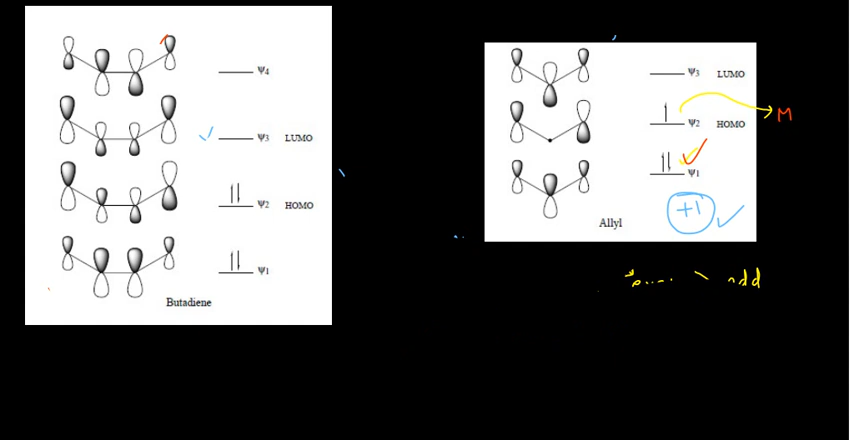 Ψ4
Ψ3 LUMO
Ψ2 HOMO
Ψ1
Butadiene
Ψ3 LUMO
Ψ2 HOMO
M
Ψ1
+1
Allyl
odd